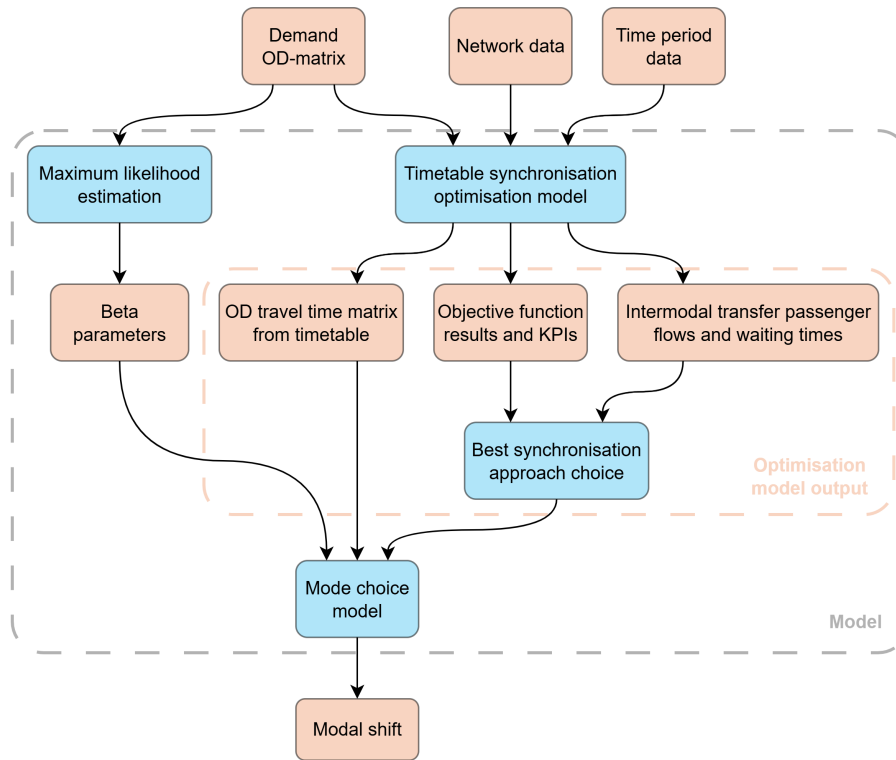 Demand
OD-matrix
Network data
Time period
data
Maximum likelihood
estimation
Timetable synchronisation
optimisation model
Beta
parameters
OD travel time matrix
from timetable
Objective function
results and KPIs
Intermodal transfer passenger
flows and waiting times
Best synchronisation
approach choice
Optimisation
model output
Mode choice
model
Model
Modal shift